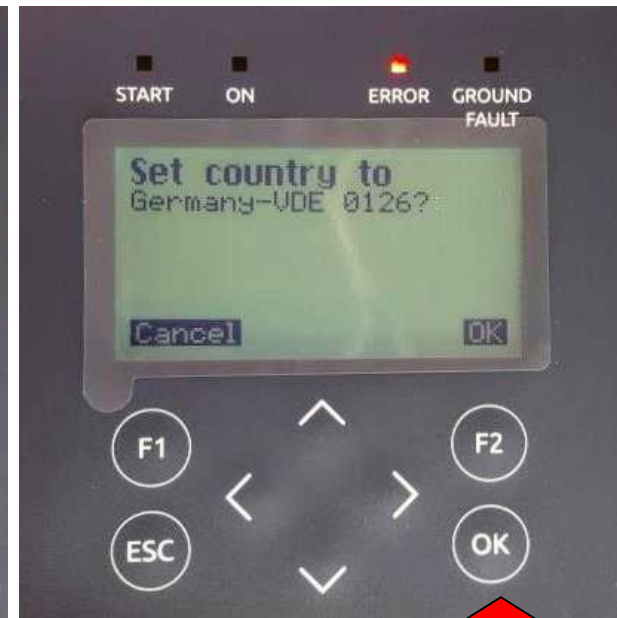 START ON ERROR GROUND
FAULT
Set country to
Germany-VDE 0126?
Cancel OK
F1 F2
ESC OK